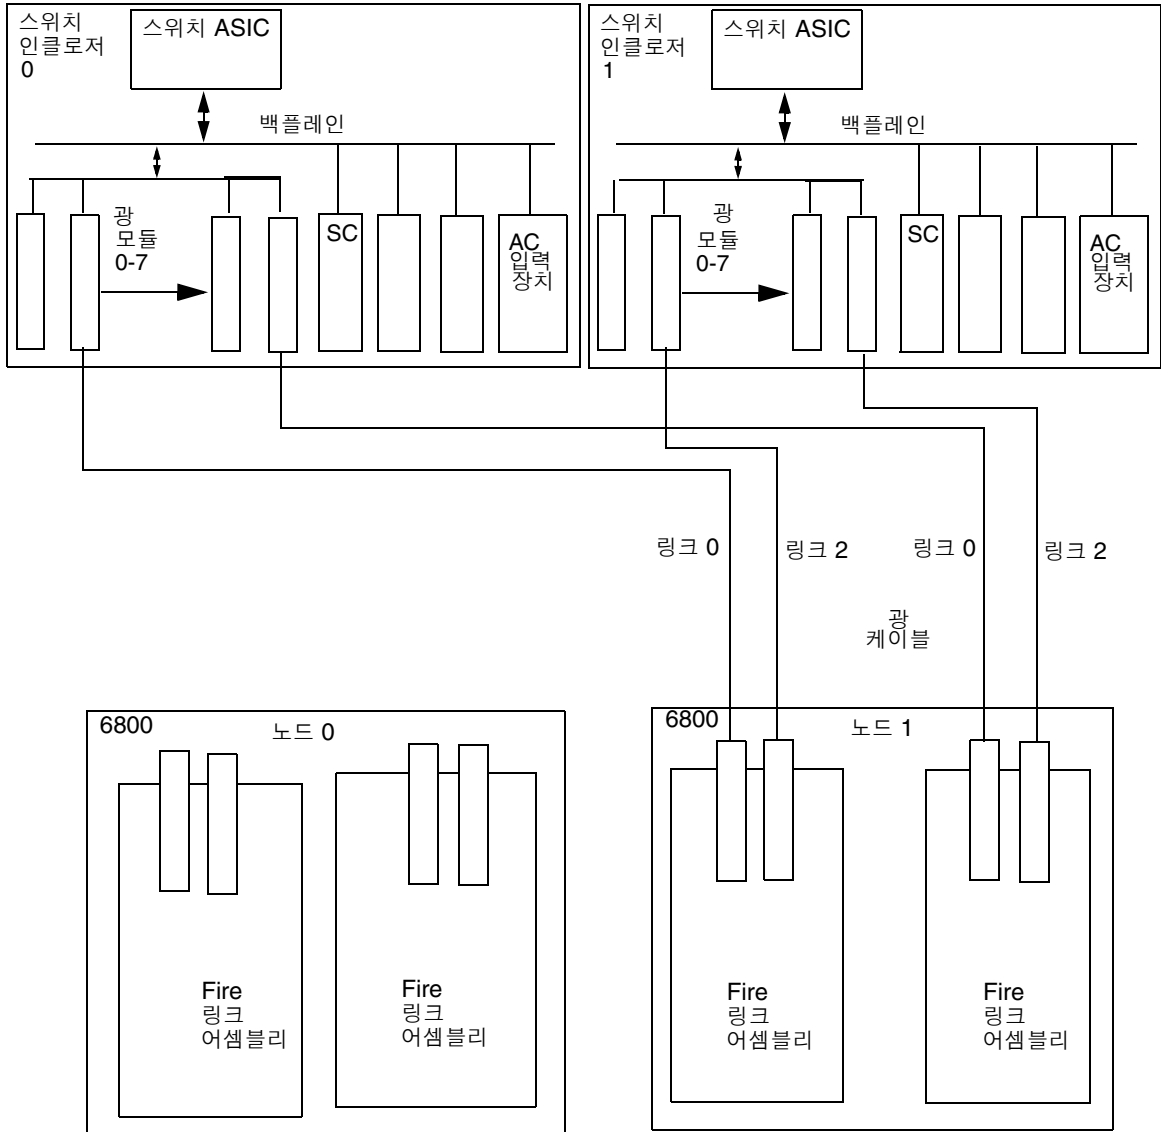 스위치
인클로저
0
스위치 ASIC
백플레인
광
모듈
0-7
SC
AC
입력
장치
스위치
인클로저
1
스위치 ASIC
백플레인
광
모듈
0-7
SC
AC
입력
장치
링크 0
링크 2
링크 0
링크 2
광
케이블
6800
노드 0
Fire
링크
어셈블리
Fire
링크
어셈블리
6800
노드 1
Fire
링크
어셈블리
Fire
링크
어셈블리